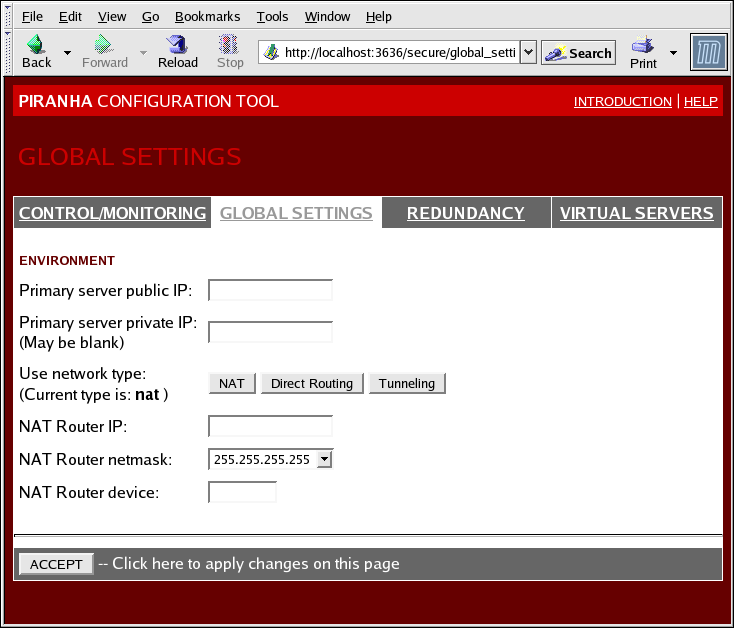 File Edit View Go Bookmarks Tools Window Help
Back Forward Reload Stop http://localhost:3636/secure/global_setti Search Print
PIRANHA CONFIGURATION TOOL INTRODUCTION | HELP
GLOBAL SETTINGS
CONTROL/MONITORING GLOBAL SETTINGS REDUNDANCY VIRTUAL SERVERS
ENVIRONMENT
Primary server public IP:
Primary server private IP:
(May be blank)
Use network type:
(Current type is: nat )
NAT Direct Routing Tunneling
NAT Router IP:
NAT Router netmask: 255.255.255.255
NAT Router device:
ACCEPT -- Click here to apply changes on this page